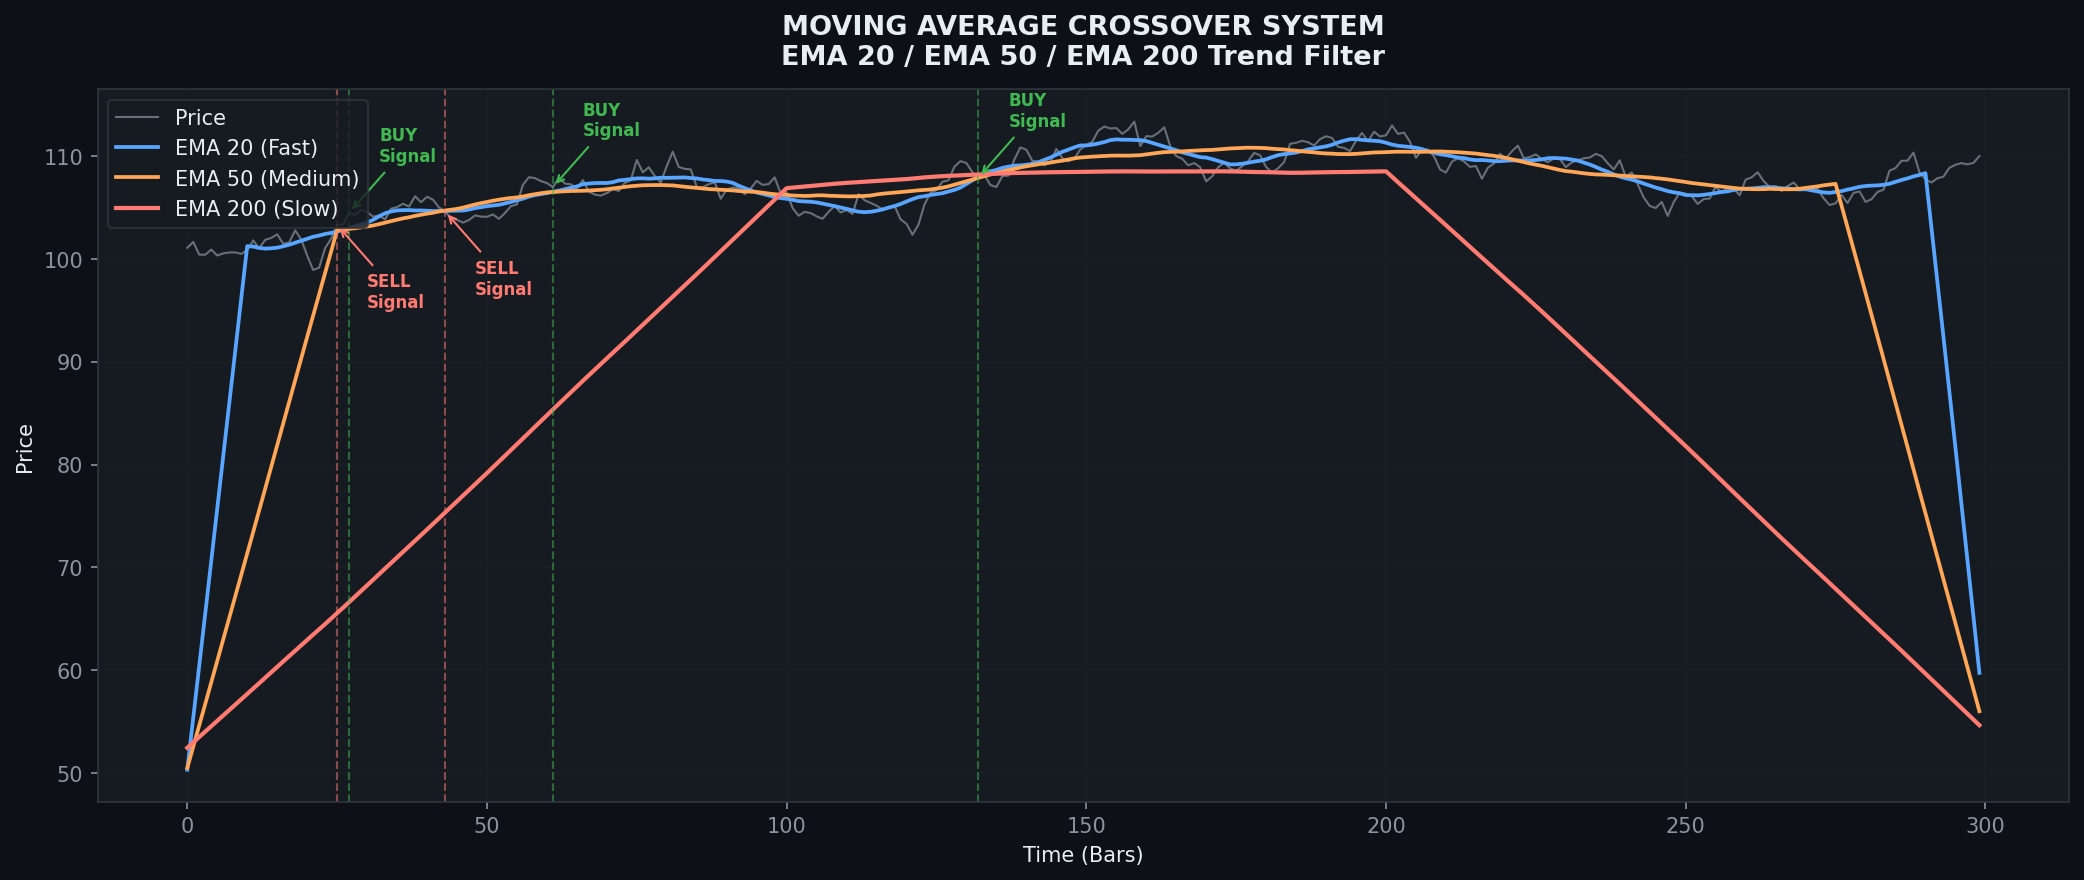 MOVING AVERAGE CROSSOVER SYSTEM
EMA 20 / EMA 50 / EMA 200 Trend Filter
Price
EMA 20 (Fast)
EMA 50 (Medium)
EMA 200 (Slow)
BUY
Signal
BUY
Signal
BUY
Signal
SELL
Signal
SELL
Signal
110
100
90
80
70
60
50
Price
0
50
100
150
200
250
300
Time (Bars)